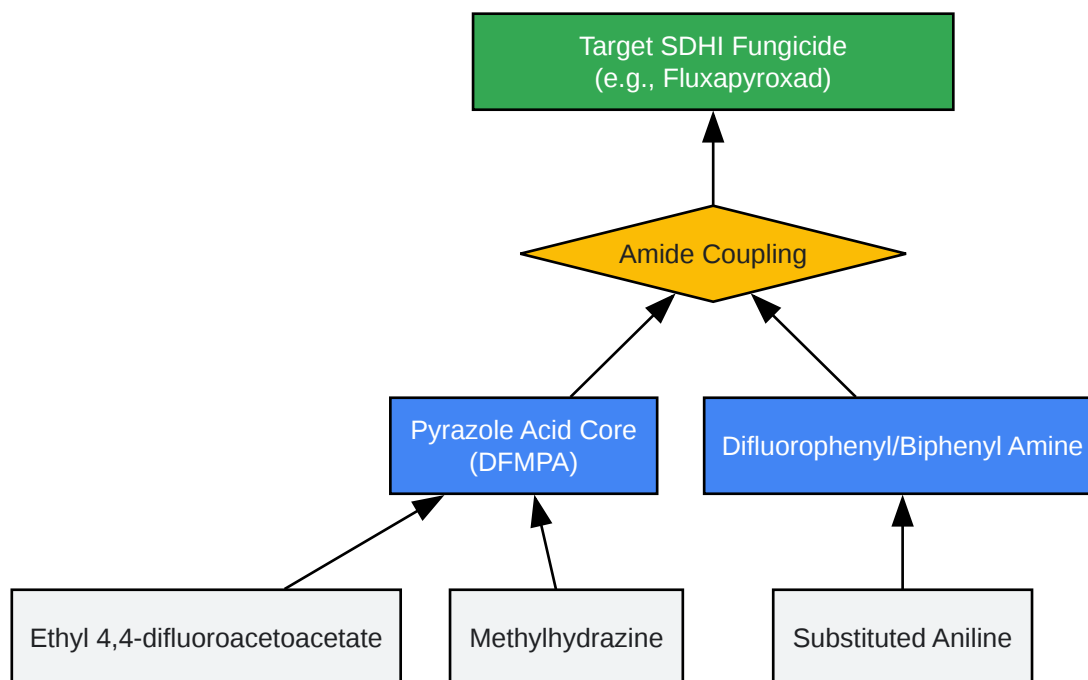 Target SDHI Fungicide
(e.g., Fluxapyroxad)
Amide Coupling
Pyrazole Acid Core
(DFMPA)
Difluorophenyl/Biphenyl Amine
Ethyl 4,4-difluoroacetoacetate
Methylhydrazine
Substituted Aniline